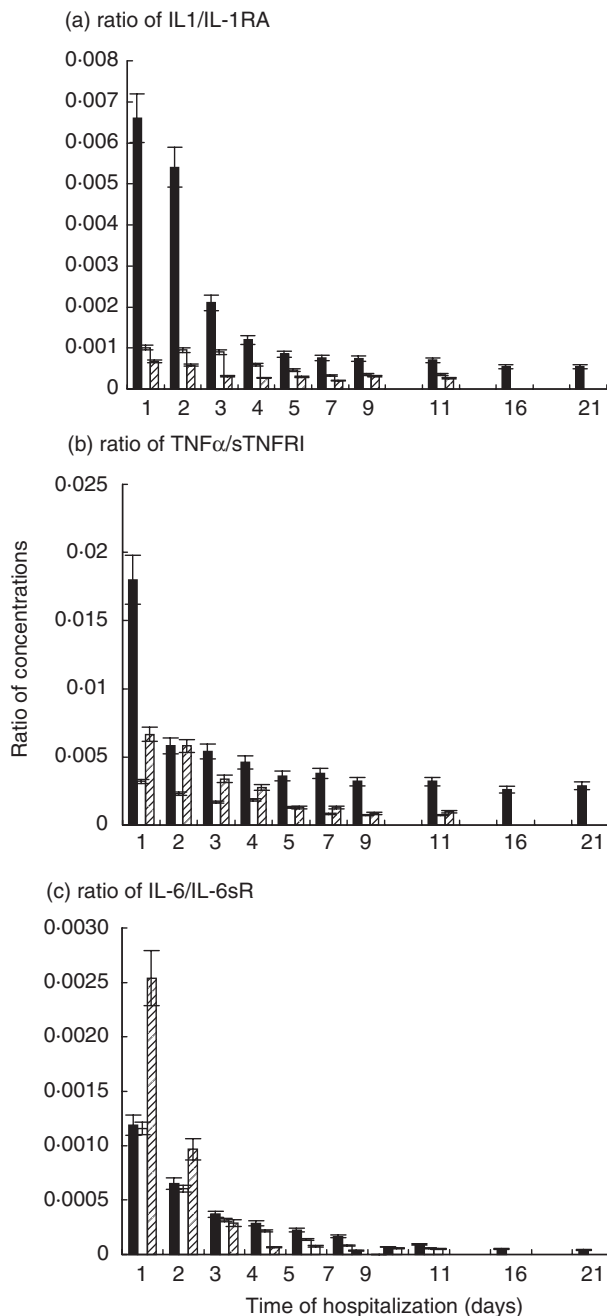 (a) ratio of IL1/IL-1RA
0·008
0·007
0·006
0·005
0·004
0·003
0·002
0·001
0
1 2 3 4 5 7 9 11 16 21
(b) ratio of TNFα/sTNFRI
0·025
0·02
0·015
0·01
0·005
0
1 2 3 4 5 7 9 11 16 21
Ratio of concentrations
(c) ratio of IL-6/IL-6sR
0·0030
0·0025
0·0020
0·0015
0·0010
0·0005
0
1 2 3 4 5 7 9 11 16 21
Time of hospitalization (days)